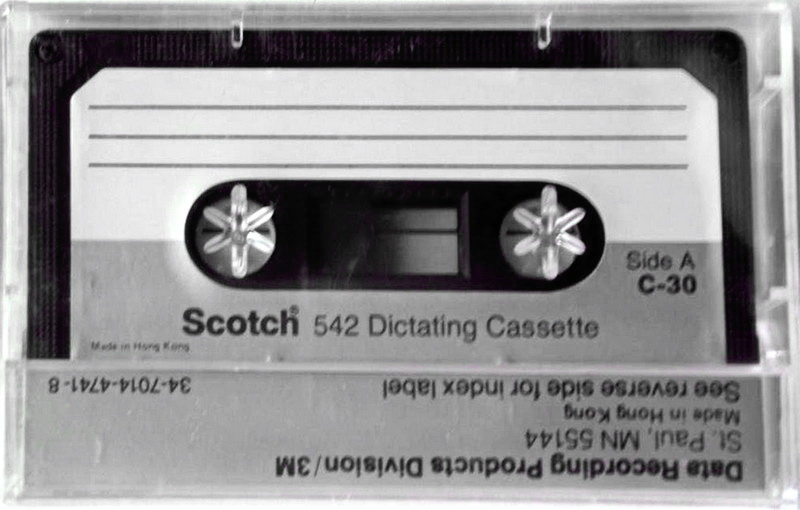 Side A
C-30
Scotch® 542 Dictating Cassette
Made in Hong Kong
Data Recording Products Division/3M
St. Paul, MN 55144
Made in Hong Kong
See reverse side for index label
34-7014-4741-8